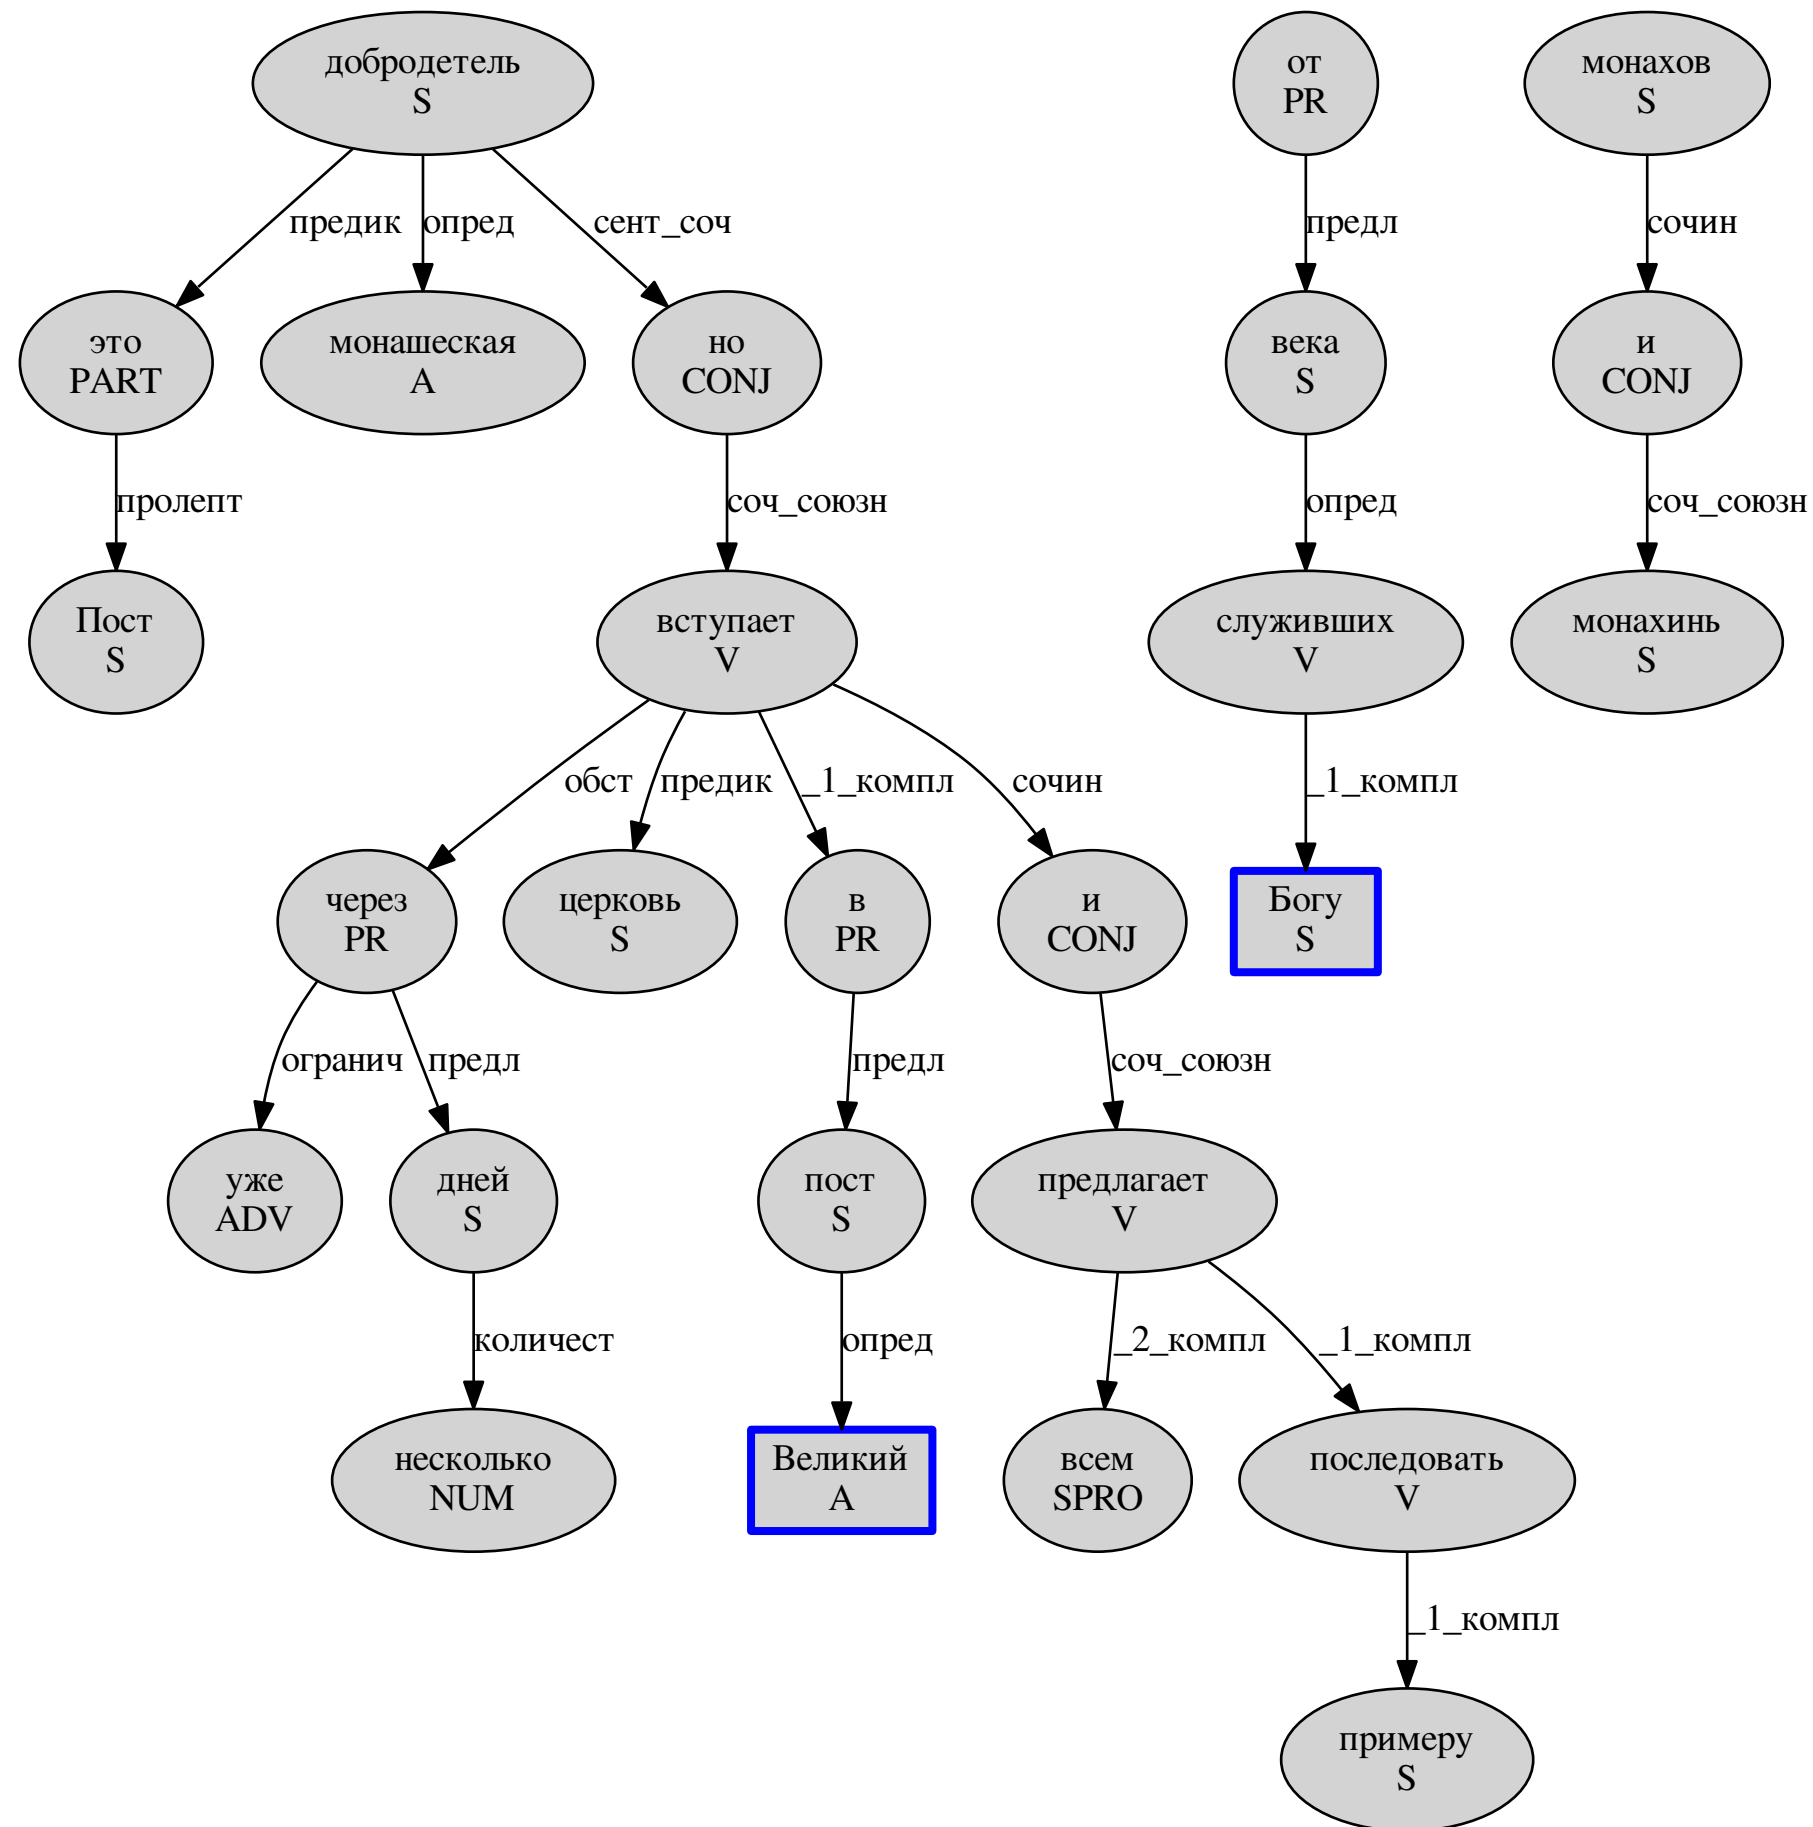 добродетель
S
от
PR
монахов
S
предик
опред
сент_соч
предл
сочин
это
PART
монашеская
A
но
CONJ
века
S
и
CONJ
пролепт
соч_союзн
опред
соч_союзн
Пост
S
вступает
V
служивших
V
монахинь
S
обст
предик
_1_компл
сочин
_1_компл
через
PR
церковь
S
в
PR
и
CONJ
Богу
S
огранич
предл
предл
соч_союзн
уже
ADV
дней
S
пост
S
предлагает
V
количест
опред
_2_компл
_1_компл
несколько
NUM
Великий
A
всем
SPRO
последовать
V
_1_компл
примеру
S